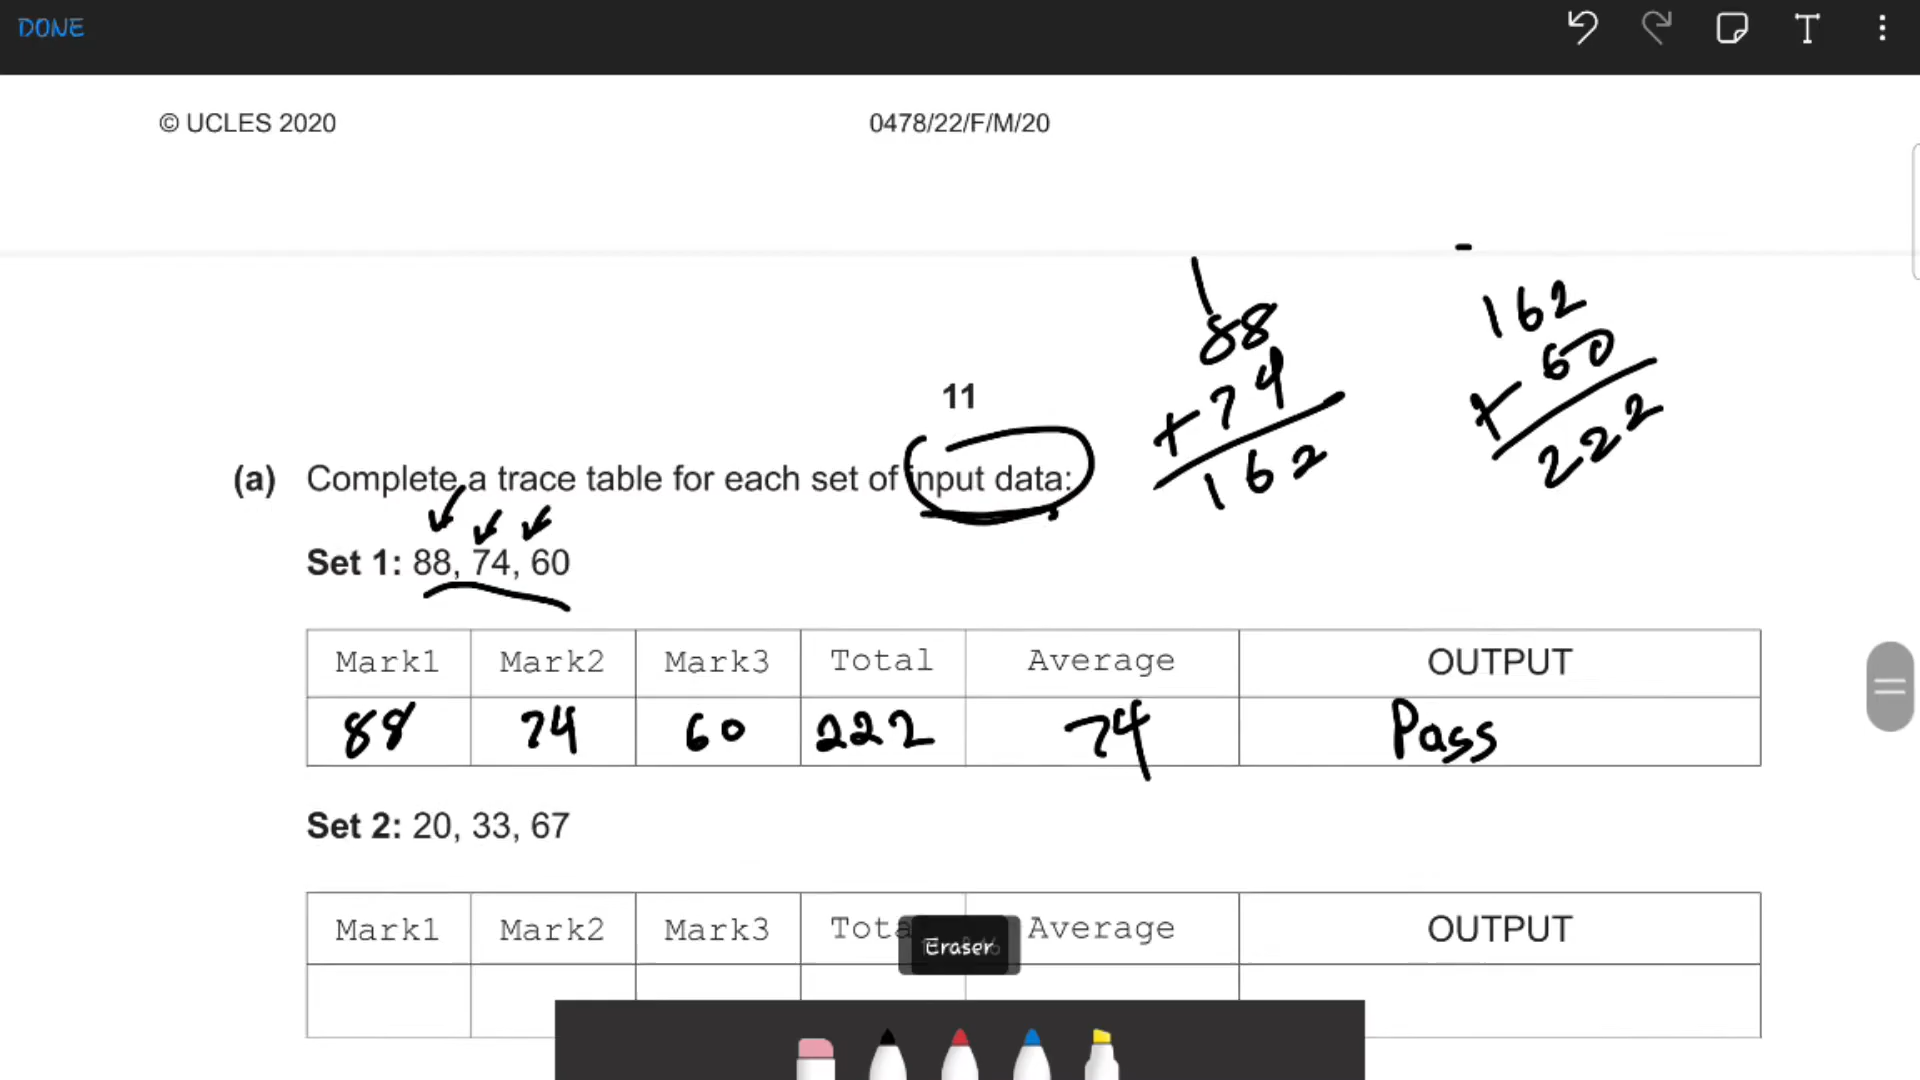 DONE
T
© UCLES 2020
0478/22/F/M/20
1
88
+ 74
162
162
+ 60
222
11
(a) Complete a trace table for each set of input data:
Set 1: 88, 74, 60
Mark1 Mark2 Mark3 Total Average OUTPUT
88 74 60 222 74 Pass
Set 2: 20, 33, 67
Mark1 Mark2 Mark3 Average OUTPUT
Eraser